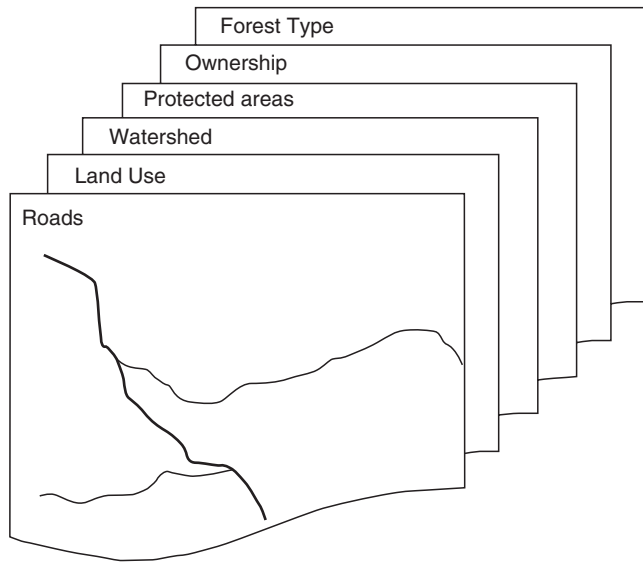 Forest Type
Ownership
Protected areas
Watershed
Land Use
Roads